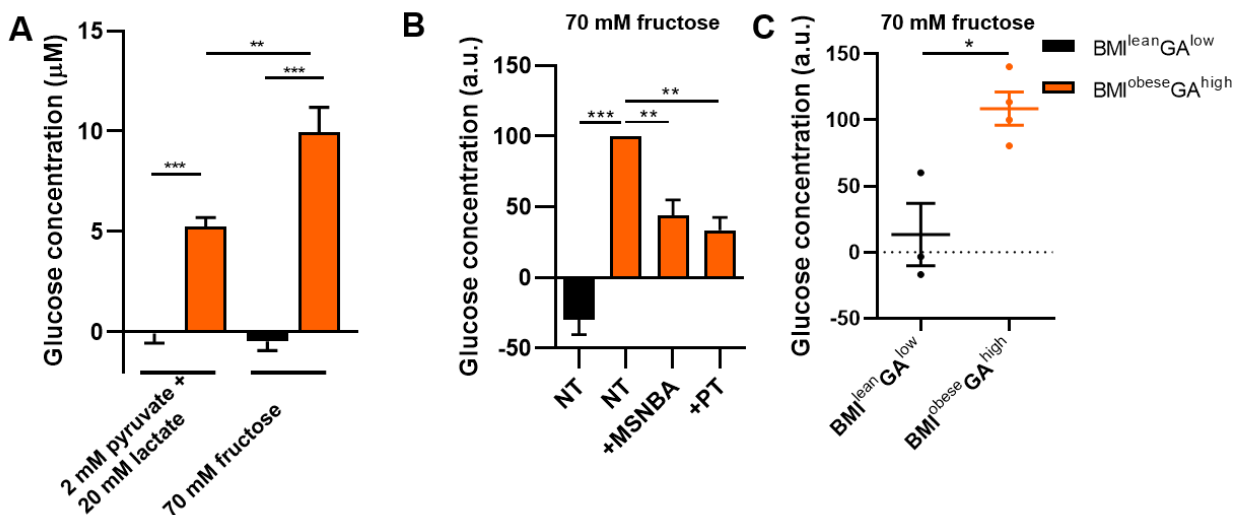 A
Glucose concentration (μM)
15
10
5
0
**
***
***
2 mM pyruvate +
20 mM lactate
70 mM fructose
B
70 mM fructose
Glucose concentration (a.u.)
150
100
50
0
-50
***
**
**
NT
NT
+MSNBA
+PT
C
70 mM fructose
Glucose concentration (a.u.)
150
100
50
0
-50
*
BMI^lean GA^low
BMI^obese GA^high
BMI^lean GA^low
BMI^obese GA^high